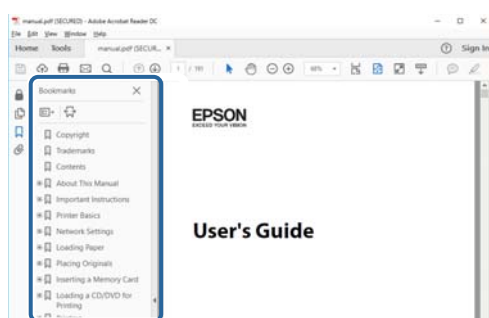 manual.pdf (SECURED) - Adobe Acrobat Reader DC
File Edit View Window Help
Home Tools manual.pdf (SECUR... × Sign In
1 / 191
Bookmarks
Copyright
Trademarks
Contents
About This Manual
Important Instructions
Printer Basics
Network Settings
Loading Paper
Placing Originals
Inserting a Memory Card
Loading a CD/DVD for
Printing
EPSON
EXCEED YOUR VISION
User's Guide